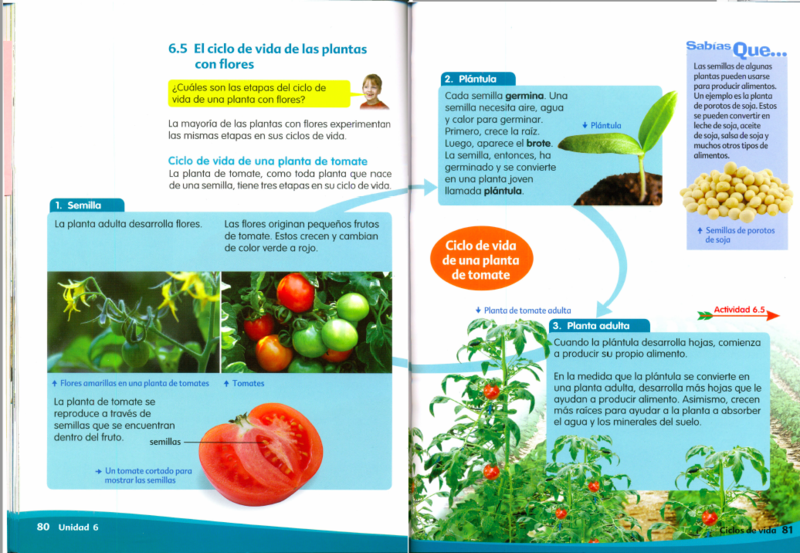 6.5 El ciclo de vida de las plantas
con flores
¿Cuáles son las etapas del ciclo de
vida de una planta con flores?
La mayoría de las plantas con flores experimentan
las mismas etapas en sus ciclos de vida.
Ciclo de vida de una planta de tomate
La planta de tomate, como toda planta que nace
de una semilla, tiene tres etapas en su ciclo de vida.
1. Semilla
La planta adulta desarrolla flores.
Las flores originan pequeños frutos
de tomate. Estos crecen y cambian
de color verde a rojo.
Flores amarillas en una planta de tomates
Tomates
La planta de tomate se
reproduce a través de
semillas que se encuentran
dentro del fruto.
semillas
Un tomate cortado para
mostrar las semillas
80 Unidad 6
2. Plántula
Cada semilla germina. Una
semilla necesita aire, agua
y calor para germinar.
Primero, crece la raíz.
Luego, aparece el brote.
La semilla, entonces, ha
germinado y se convierte
en una planta joven
llamada plántula.
Plántula
Sabías Que...
Las semillas de algunas
plantas pueden usarse
para producir alimentos.
Un ejemplo es la planta
de porotos de soja. Estos
se pueden convertir en
leche de soja, aceite
de soja, salsa de soja y
muchos otros tipos de
alimentos.
Semillas de porotos
de soja
Ciclo de vida
de una planta
de tomate
Planta de tomate adulta
Actividad 6.5
3. Planta adulta
Cuando la plántula desarrolla hojas, comienza
a producir su propio alimento.
En la medida que la plántula se convierte en
una planta adulta, desarrolla más hojas que le
ayudan a producir alimento. Asimismo, crecen
más raíces para ayudar a la planta a absorber
el agua y los minerales del suelo.
Ciclos de vida 81